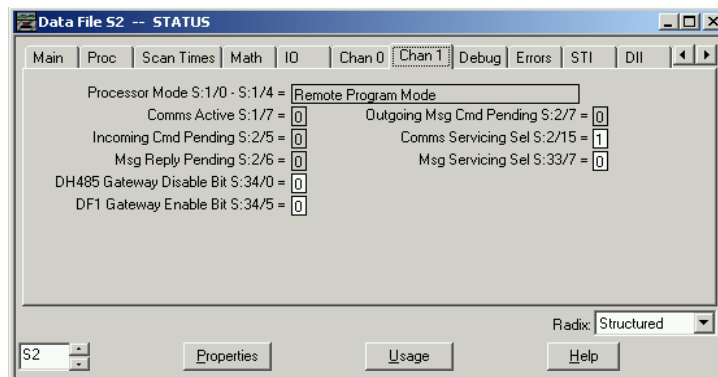 Data File S2 -- STATUS
Main Proc Scan Times Math IO Chan 0 Chan 1 Debug Errors STI DII
Processor Mode S:1/0 - S:1/4 = Remote Program Mode
Comms Active S:1/7 = 0 Outgoing Msg Cmd Pending S:2/7 = 0
Incoming Cmd Pending S:2/5 = 0 Comms Servicing Sel S:2/15 = 1
Msg Reply Pending S:2/6 = 0 Msg Servicing Sel S:33/7 = 0
DH485 Gateway Disable Bit S:34/0 = 0
DF1 Gateway Enable Bit S:34/5 = 0
Radix: Structured
S2 Properties Usage Help